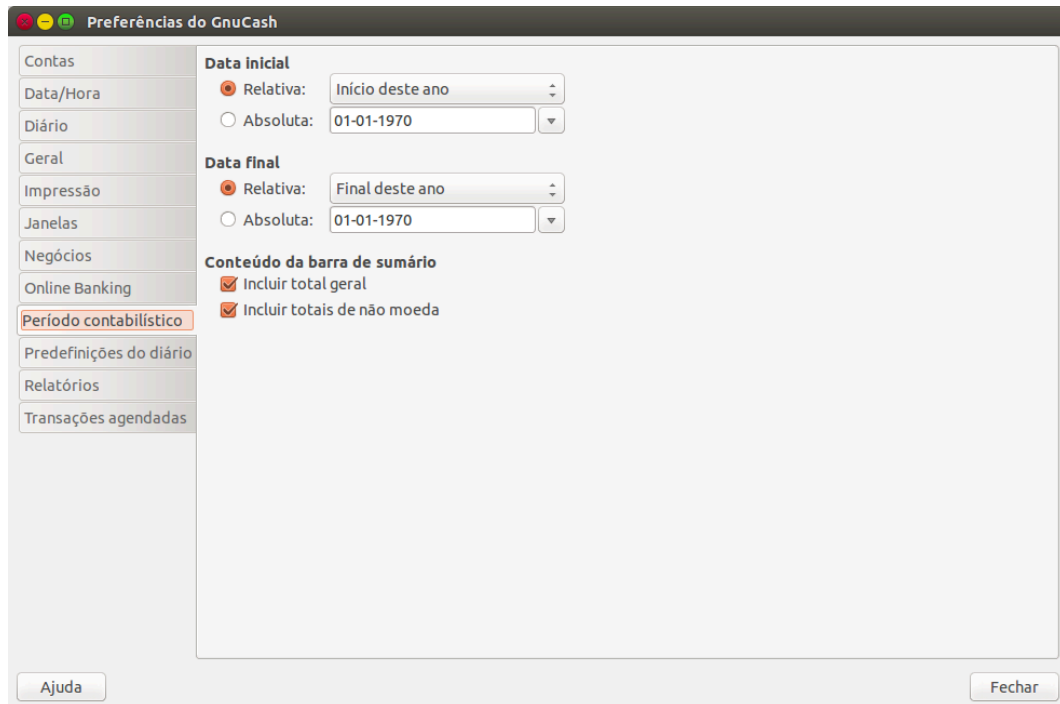 Preferências do GnuCash
Contas
Data/Hora
Diário
Geral
Impressão
Janelas
Negócios
Online Banking
Período contabilístico
Predefinições do diário
Relatórios
Transações agendadas
Data inicial
Relativa: Início deste ano
Absoluta: 01-01-1970
Data final
Relativa: Final deste ano
Absoluta: 01-01-1970
Conteúdo da barra de sumário
Incluir total geral
Incluir totais de não moeda
Ajuda
Fechar